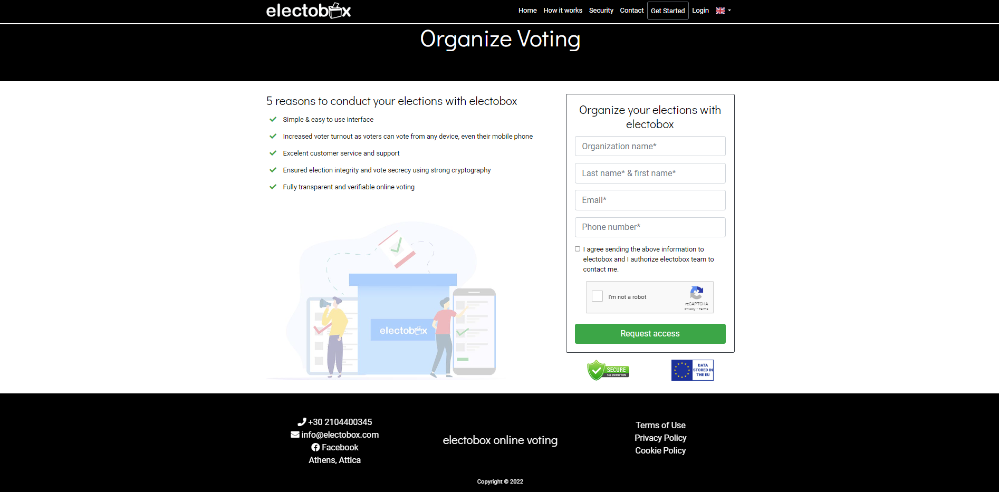 electobox
Home How it works Security Contact Get Started Login
Organize Voting
5 reasons to conduct your elections with electobox
Simple & easy to use interface
Increased voter turnout as voters can vote from any device, even their mobile phone
Excelent customer service and support
Ensured election integrity and vote secrecy using strong cryptography
Fully transparent and verifiable online voting
electobox
Organize your elections with
electobox
Organization name*
Last name* & first name*
Email*
Phone number*
I agree sending the above information to
electobox and I authorize electobox team to
contact me.
I'm not a robot
reCAPTCHA
Privacy - Terms
Request access
SECURE
SSL ENCRYPTION
DATA
STORED IN
THE EU
+30 2104400345
info@electobox.com
Facebook
Athens, Attica
electobox online voting
Terms of Use
Privacy Policy
Cookie Policy
Copyright © 2022